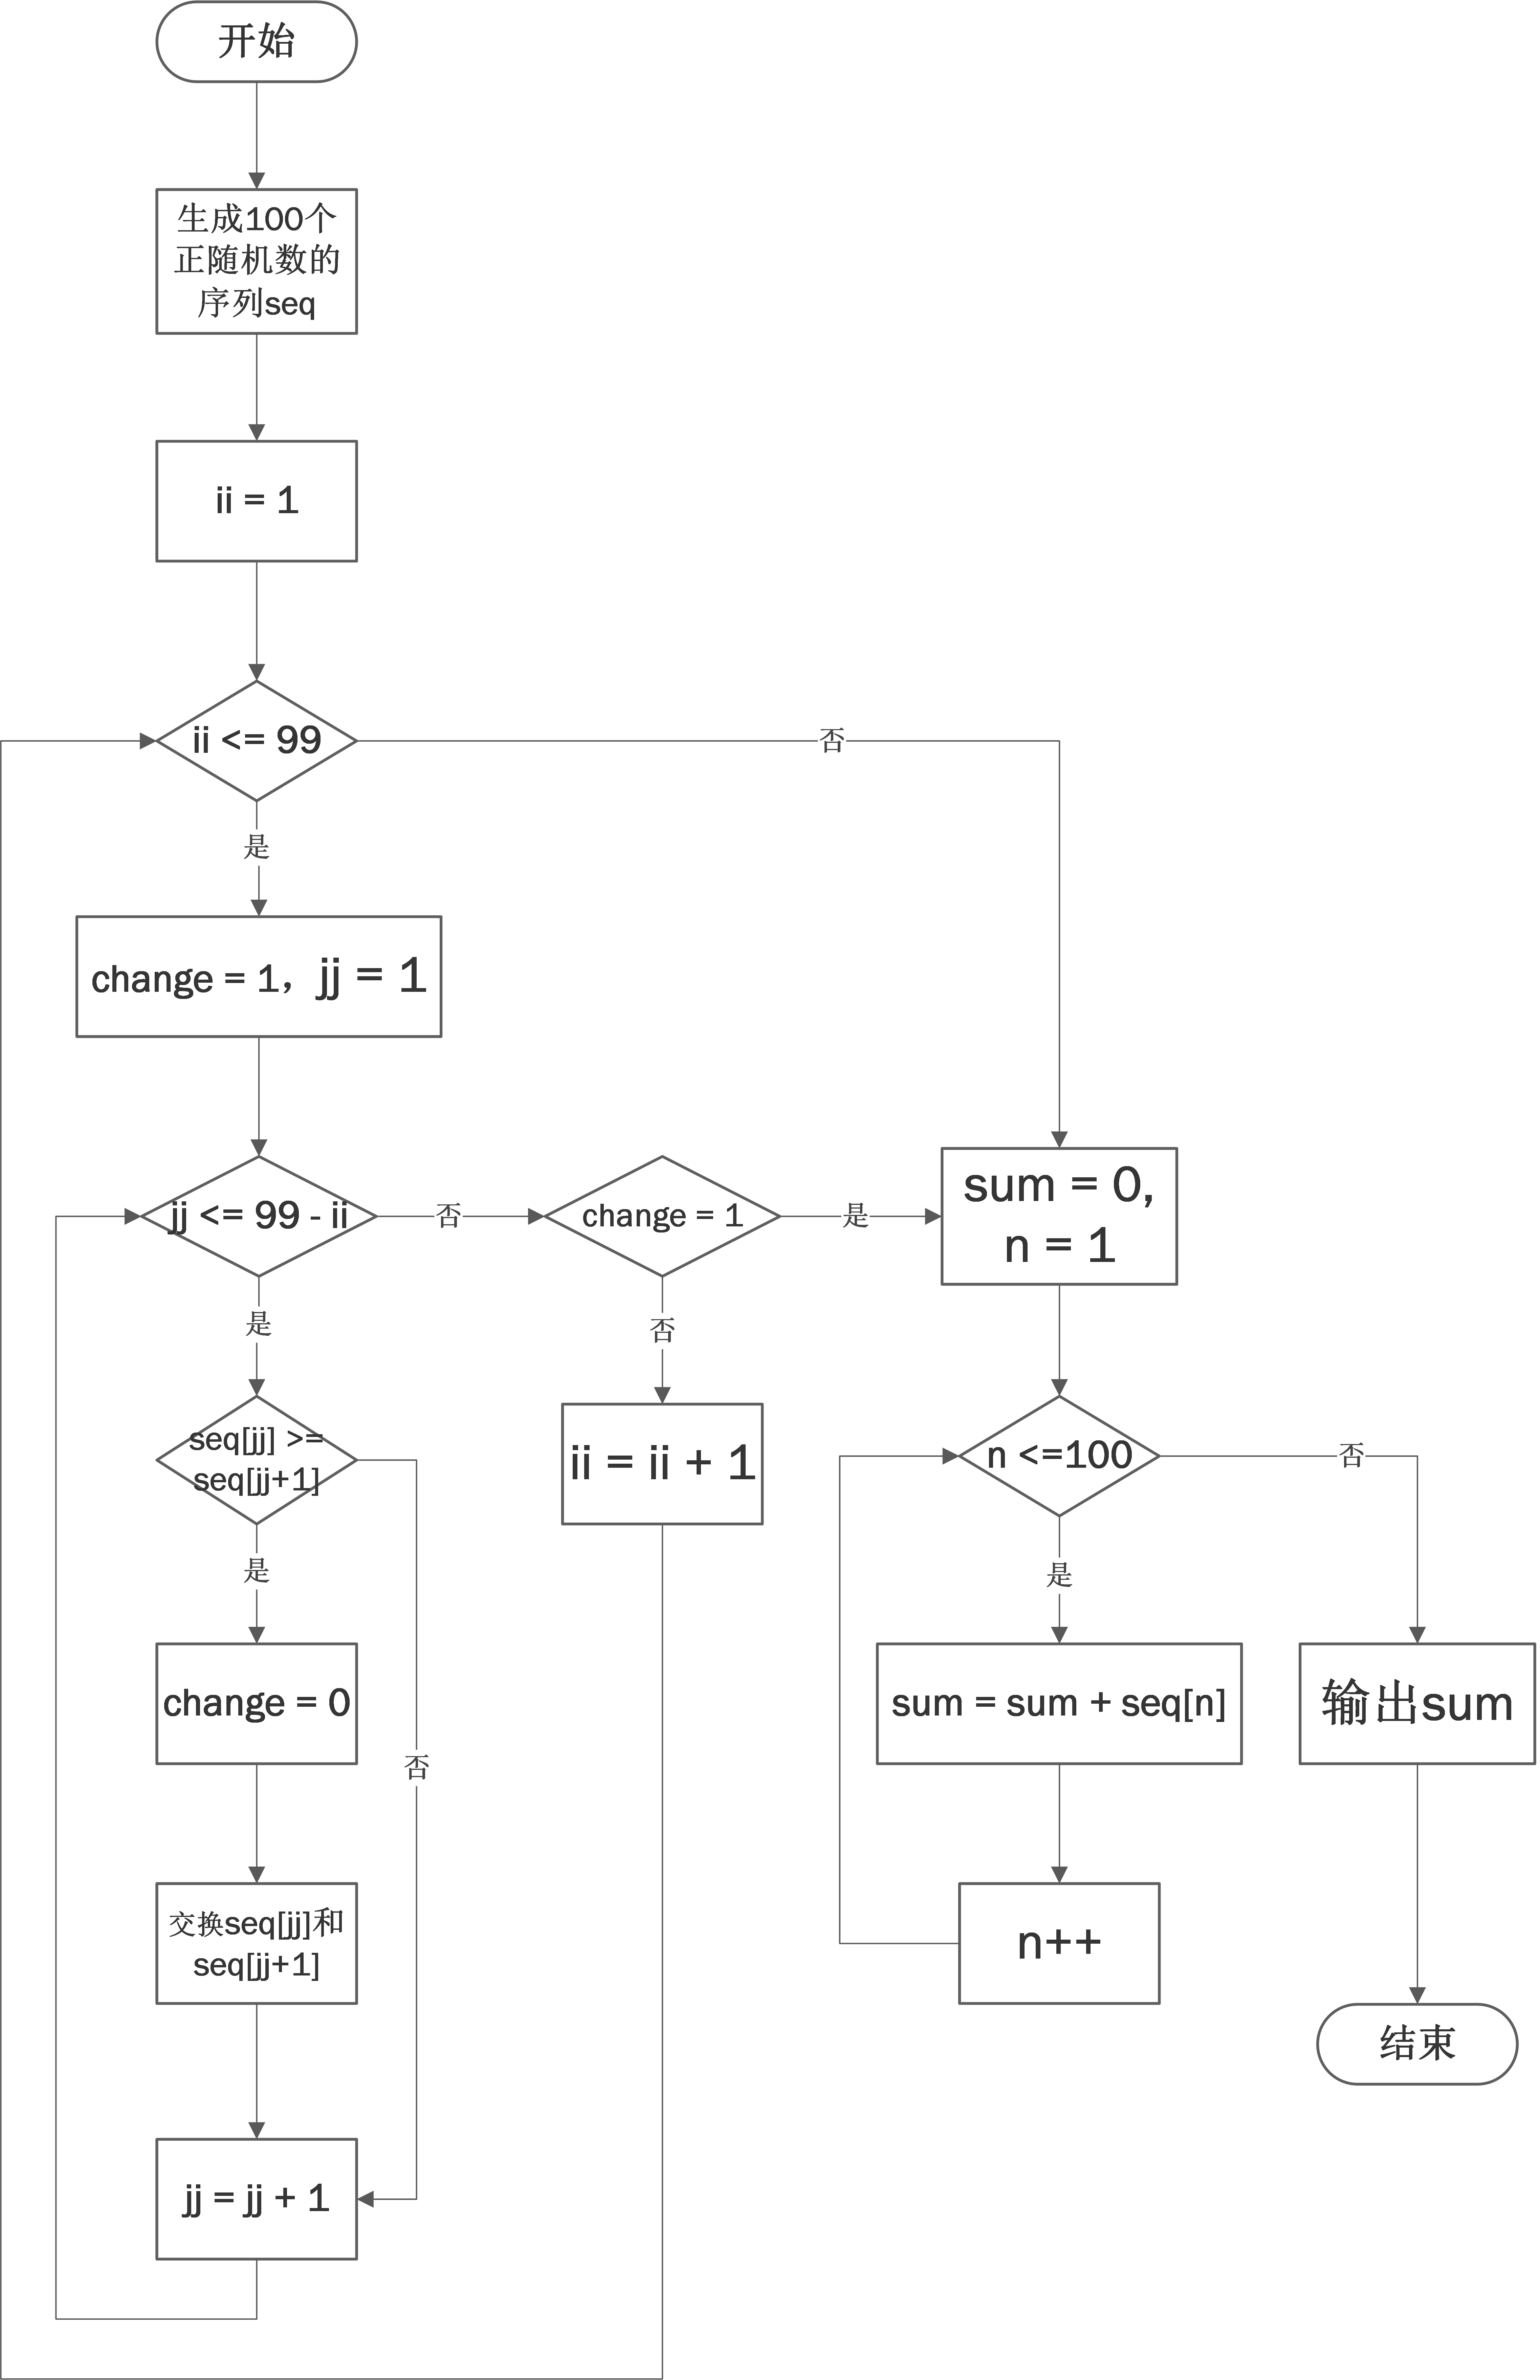 开始
生成100个
正随机数的
序列seq
ii = 1
ii <= 99
否
是
change = 1，jj = 1
jj <= 99 - ii
否
change = 1
是
sum = 0,
n = 1
是
否
seq[jj] >=
seq[jj+1]
ii = ii + 1
n <=100
否
是
是
change = 0
否
sum = sum + seq[n]
输出sum
交换seq[jj]和
seq[jj+1]
n++
结束
jj = jj + 1